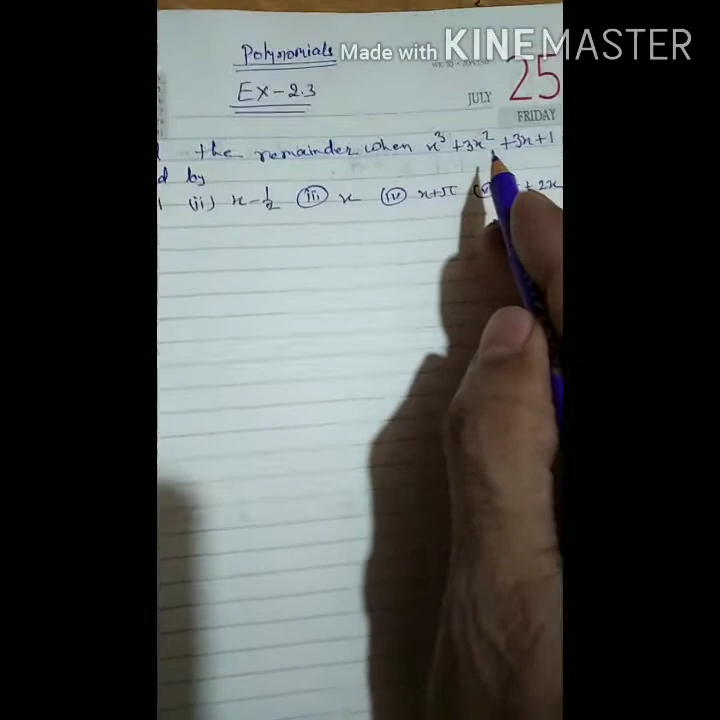 Made with KINEMASTER
Polynomials
25
JULY
Ex - 2.3
FRIDAY
the remainder when x³ + 3x² + 3x + 1
d by
(ii) x - 1/2 (iii) x (iv) x + π (v) + 2x